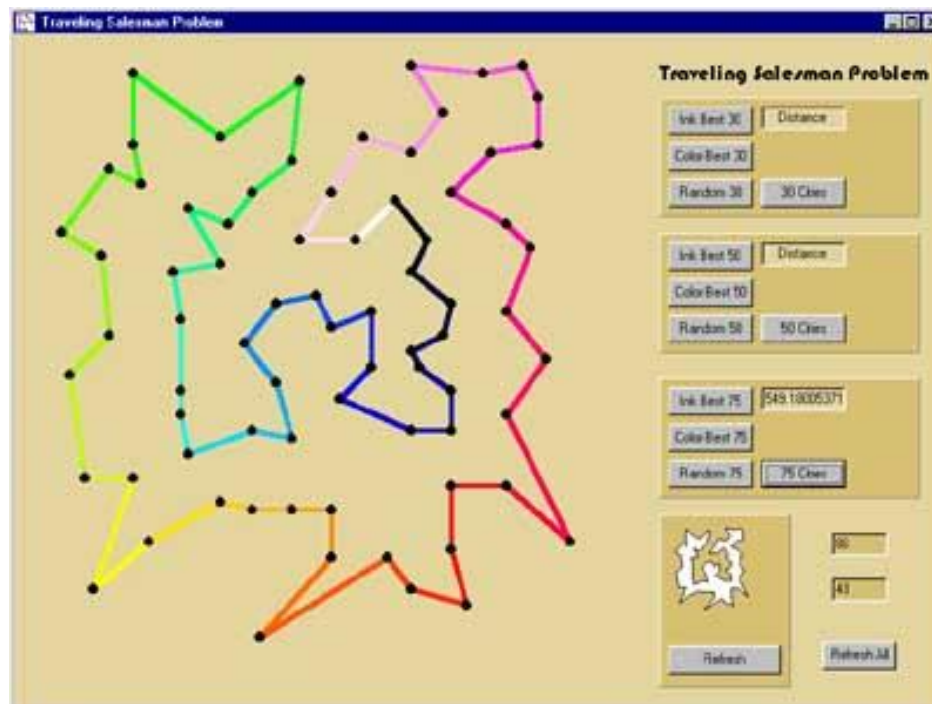 Traveling Salesman Problem
Traveling Salesman Problem
Ink Best 30 Distance
Color Best 30
Random 30 30 Cities
Ink Best 50 Distance
Color Best 50
Random 50 50 Cities
Ink Best 75 549.18005371
Color Best 75
Random 75 75 Cities
86
43
Refresh Refresh All